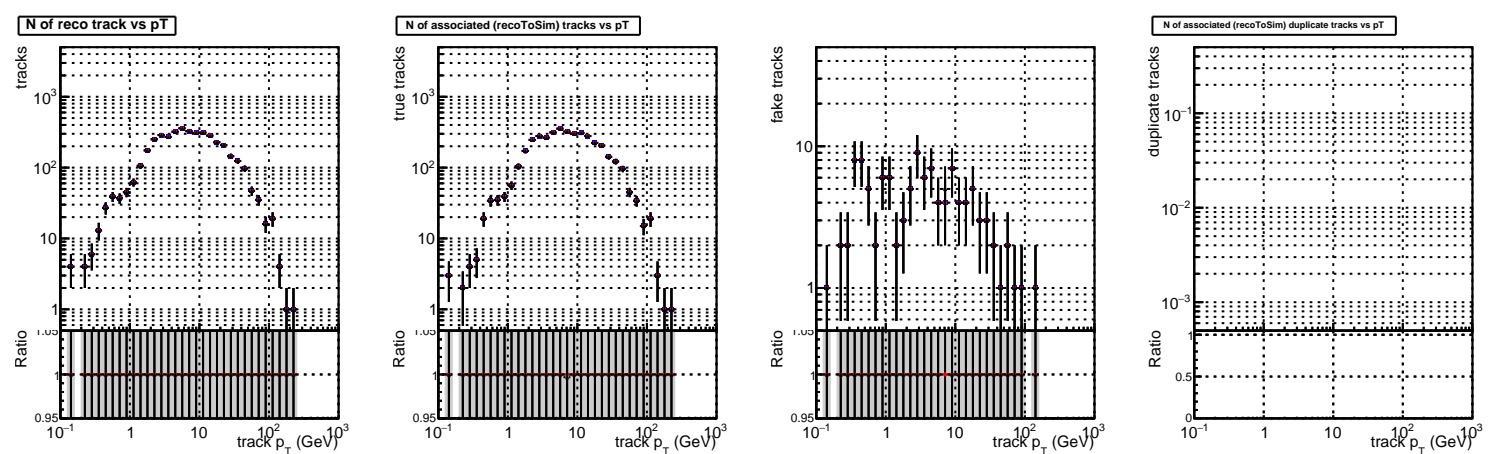 N of reco track vs pT
tracks
10³
10²
10
1
Ratio
1.05
1
0.95
10⁻¹ 1 10 10² 10³
track p_T (GeV)
N of associated (recoToSim) tracks vs pT
true tracks
10³
10²
10
1
Ratio
1.05
1
0.95
10⁻¹ 1 10 10² 10³
track p_T (GeV)
fake tracks
10
1
Ratio
1.05
1
0.95
10⁻¹ 1 10 10² 10³
track p_T (GeV)
N of associated (recoToSim) duplicate tracks vs pT
duplicate tracks
10⁻¹
10⁻²
10⁻³
Ratio
1
0.5
0
10⁻¹ 1 10 10² 10³
track p_T (GeV)